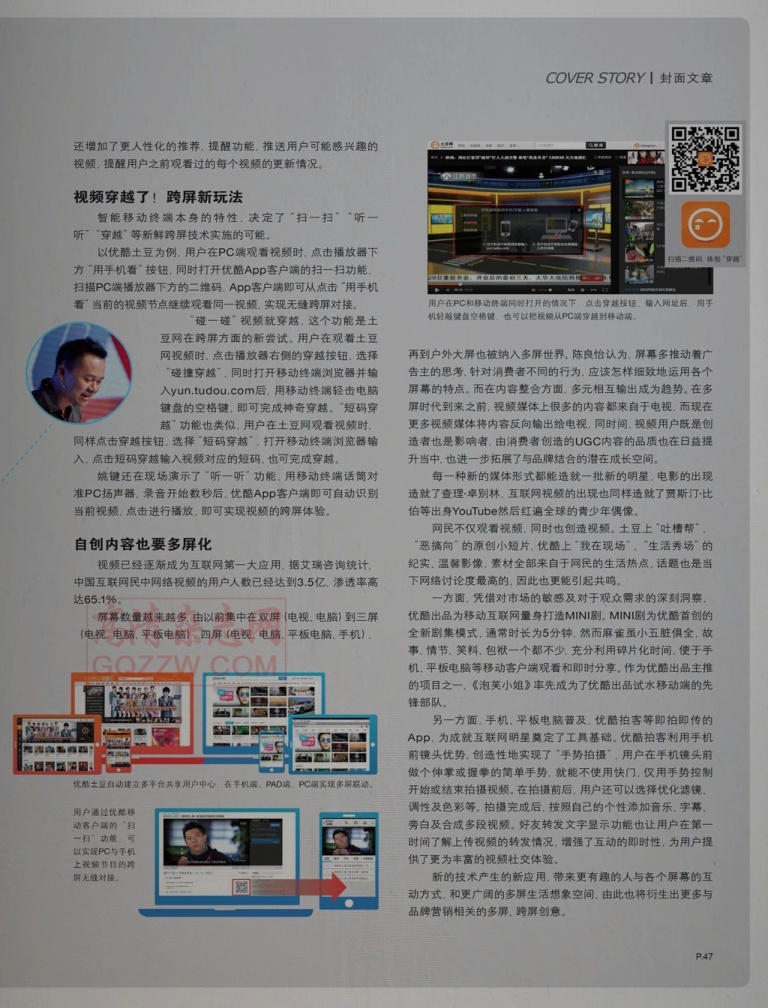 COVER STORY | 封面文章
还增加了更人性化的推荐、提醒功能，推送用户可能感兴趣的
视频，提醒用户之前观看过的每个视频的更新情况。
视频穿越了！跨屏新玩法
智能移动终端本身的特性，决定了“扫一扫”“听一
听”“穿越”等新鲜跨屏技术实施的可能。
以优酷土豆为例，用户在PC端观看视频时，点击播放器下
方“用手机看”按钮，同时打开优酷App客户端的扫一扫功能，
扫描PC端播放器下方的二维码，App客户端即可从点击“用手机
看”当前的视频节点继续观看同一视频，实现无缝跨屏对接。
“碰一碰”视频就穿越，这个功能是土
豆网在跨屏方面的新尝试。用户在观看土豆
网视频时，点击播放器右侧的穿越按钮，选择
“碰撞穿越”，同时打开移动终端浏览器并输
入yun.tudou.com后，用移动终端轻击电脑
键盘的空格键，即可完成神奇穿越。“短码穿
越”功能也类似，用户在土豆网观看视频时，
同样点击穿越按钮，选择“短码穿越”，打开移动终端浏览器输
入，点击短码穿越输入视频对应的短码，也可完成穿越。
姚键还在现场演示了“听一听”功能，用移动终端话筒对
准PC扬声器，录音开始数秒后，优酷App客户端即可自动识别
当前视频，点击进行播放，即可实现视频的跨屏体验。
自创内容也要多屏化
视频已经逐渐成为互联网第一大应用，据艾瑞咨询统计，
中国互联网民中网络视频的用户人数已经达到3.5亿，渗透率高
达65.1%。
屏幕数量越来越多，由以前集中在双屏（电视、电脑）到三屏
（电视、电脑、平板电脑）、四屏（电视、电脑、平板电脑、手机），
GOZZW.COM
优酷土豆自动建立多平台共享用户中心，在手机端、PAD端、PC端实现多屏联动。
用户通过优酷移
动客户端的“扫
一扫”功能，可
以实现PC与手机
上视频节目的跨
屏无缝对接。
扫描二维码，体验“穿越”
用户在PC和移动终端同时打开的情况下，点击穿越按钮，输入网址后，用手
机轻敲键盘空格键，也可以把视频从PC端穿越到移动端。
再到户外大屏也被纳入多屏世界。陈良怡认为，屏幕多推动着广
告主的思考，针对消费者不同的行为，应该怎样细致地运用各个
屏幕的特点。而在内容整合方面，多元相互输出成为趋势。在多
屏时代到来之前，视频媒体上很多的内容都来自于电视，而现在
更多视频媒体将内容反向输出给电视，同时间，视频用户既是创
造者也是影响者，由消费者创造的UGC内容的品质也在日益提
升当中，也进一步拓展了与品牌结合的潜在成长空间。
每一种新的媒体形式都能造就一批新的明星，电影的出现
造就了查理·卓别林，互联网视频的出现也同样造就了贾斯汀·比
伯等出身YouTube然后红遍全球的青少年偶像。
网民不仅观看视频，同时也创造视频。土豆上“吐槽帮”、
“恶搞向”的原创小短片，优酷上“我在现场”、“生活秀场”的
纪实、温馨影像，素材全部来自于网民的生活热点，话题也是当
下网络讨论度最高的，因此也更能引起共鸣。
一方面，凭借对市场的敏感及对于观众需求的深刻洞察，
优酷出品为移动互联网量身打造MINI剧。MINI剧为优酷首创的
全新剧集模式，通常时长为5分钟，然而麻雀虽小五脏俱全，故
事、情节、笑料、包袱一个都不少，充分利用碎片化时间，便于手
机、平板电脑等移动客户端观看和即时分享。作为优酷出品主推
的项目之一，《泡芙小姐》率先成为了优酷出品试水移动端的先
锋部队。
另一方面，手机、平板电脑普及，优酷拍客等即拍即传的
App，为成就互联网明星奠定了工具基础。优酷拍客利用手机
前镜头优势，创造性地实现了“手势拍摄”，用户在手机镜头前
做个伸掌或握拳的简单手势，就能不使用快门，仅用手势控制
开始或结束拍摄视频。在拍摄前后，用户还可以选择优化滤镜、
调性及色彩等。拍摄完成后，按照自己的个性添加音乐、字幕、
旁白及合成多段视频。好友转发文字显示功能也让用户在第一
时间了解上传视频的转发情况，增强了互动的即时性，为用户提
供了更为丰富的视频社交体验。
新的技术产生的新应用，带来更有趣的人与各个屏幕的互
动方式，和更广阔的多屏生活想象空间，由此也将衍生出更多与
品牌营销相关的多屏、跨屏创意。
P.47